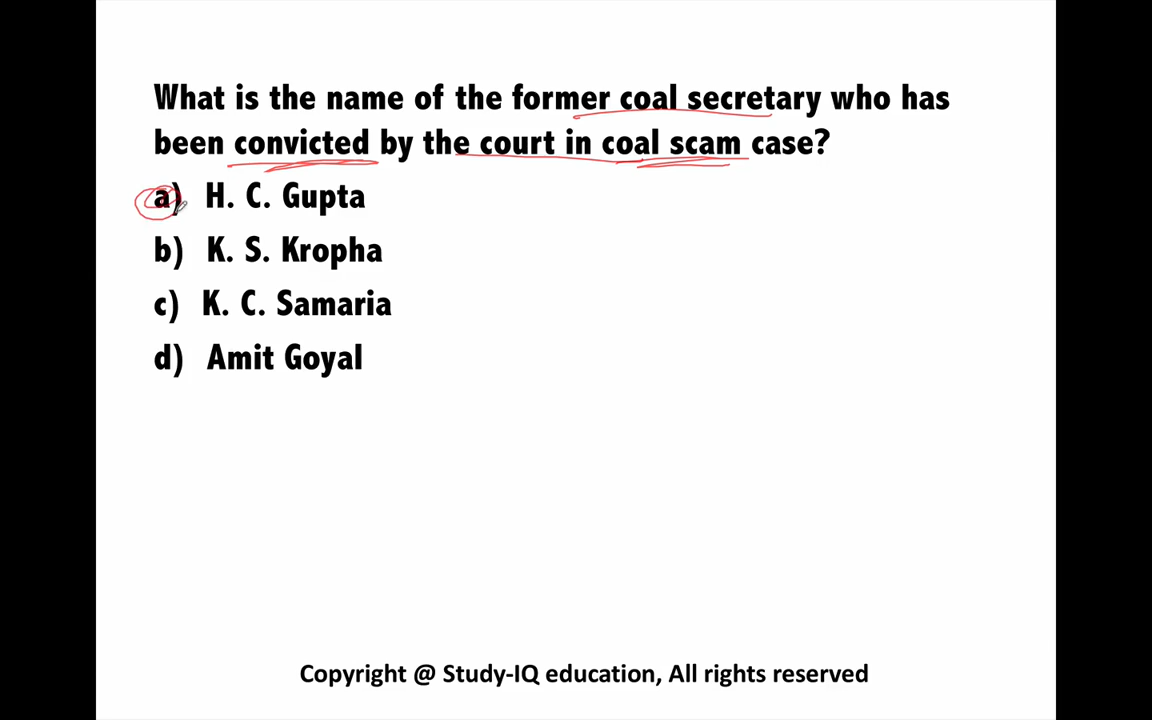 What is the name of the former coal secretary who has
been convicted by the court in coal scam case?
a) H. C. Gupta
b) K. S. Kropha
c) K. C. Samaria
d) Amit Goyal
Copyright @ Study-IQ education, All rights reserved